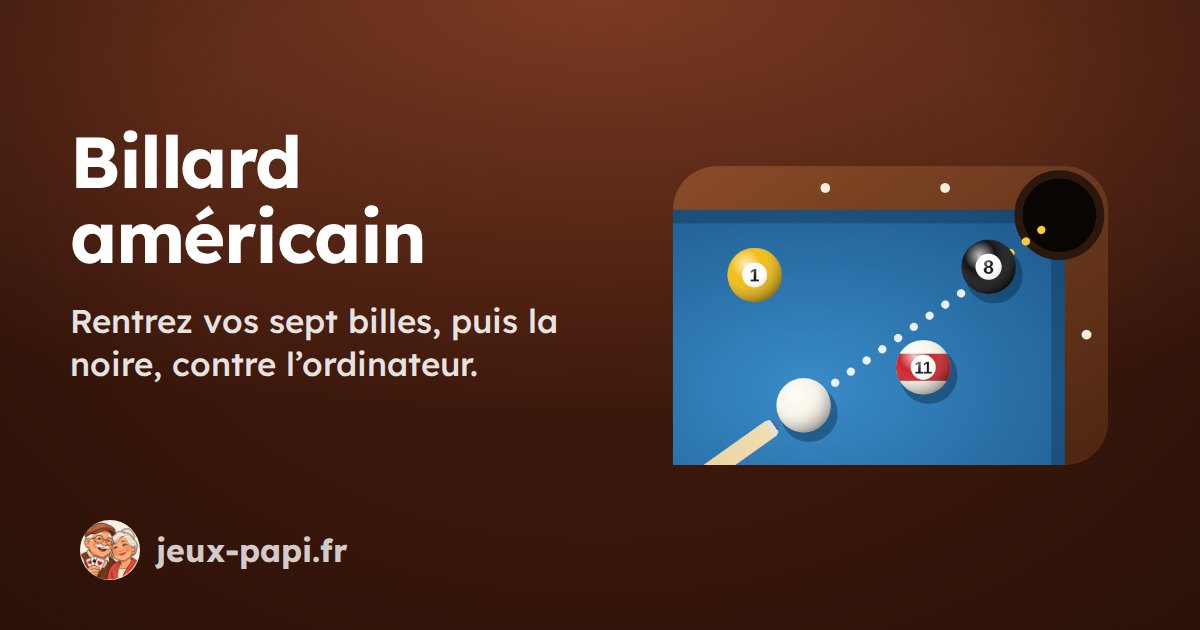 Billard
américain
Rentrez vos sept billes, puis la
noire, contre l’ordinateur.
1
8
11
jeux-papi.fr